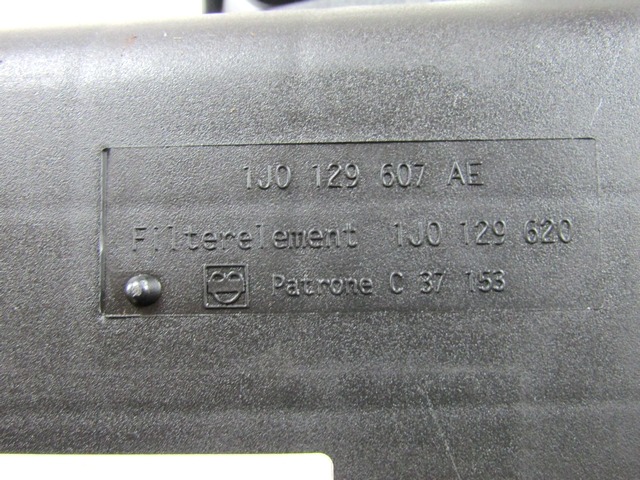 1J0 129 607 AE
Filterelement 1J0 129 620
Patrone C 37 153